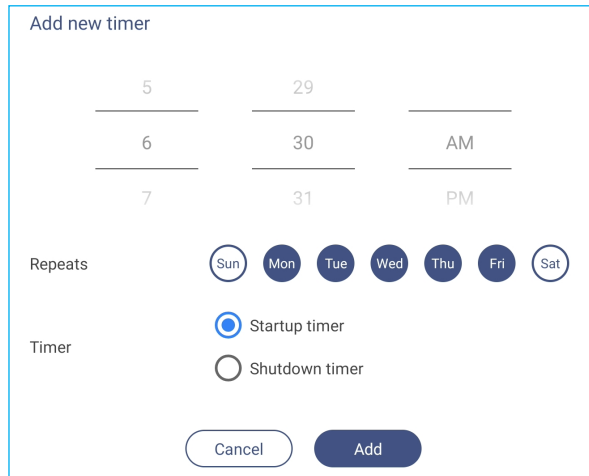 Add new timer
5 29
6 30 AM
7 31 PM
Repeats Sun Mon Tue Wed Thu Fri Sat
Startup timer
Timer
Shutdown timer
Cancel Add